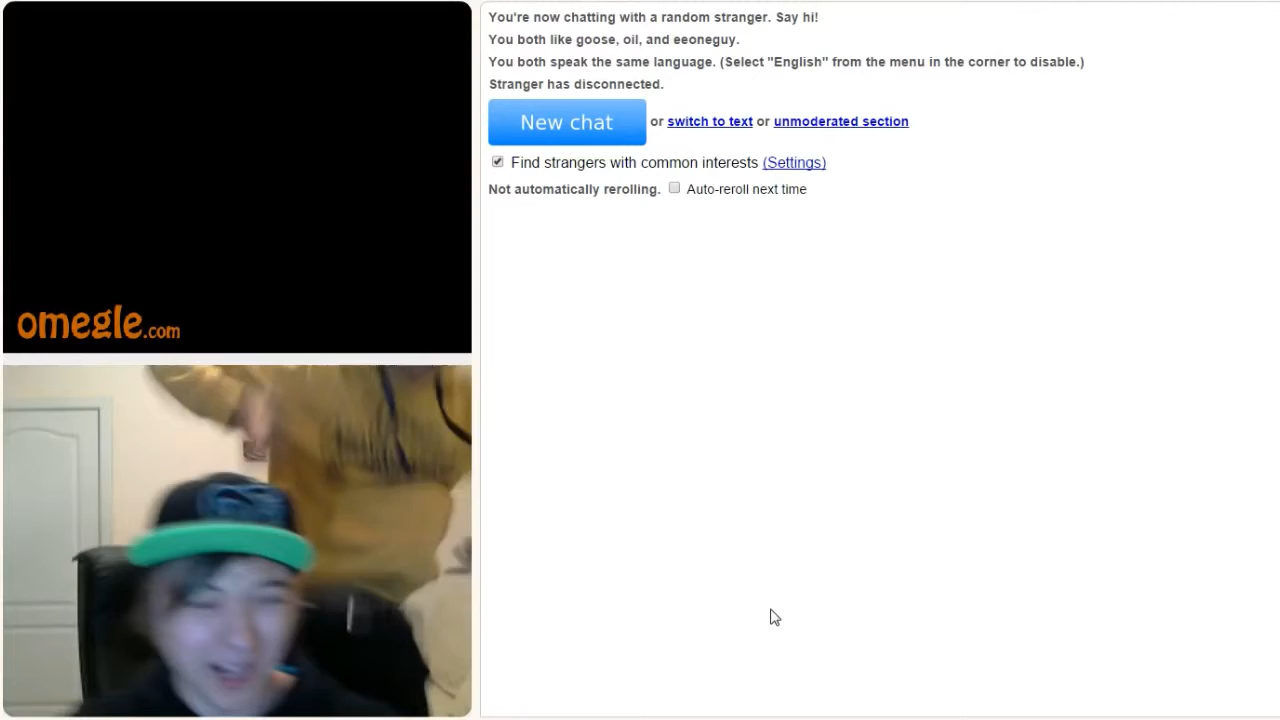 You're now chatting with a random stranger. Say hi!
You both like goose, oil, and eeoneguy.
You both speak the same language. (Select "English" from the menu in the corner to disable.)
Stranger has disconnected.
New chat or switch to text or unmoderated section
Find strangers with common interests (Settings)
Not automatically rerolling. Auto-reroll next time
omegle.com